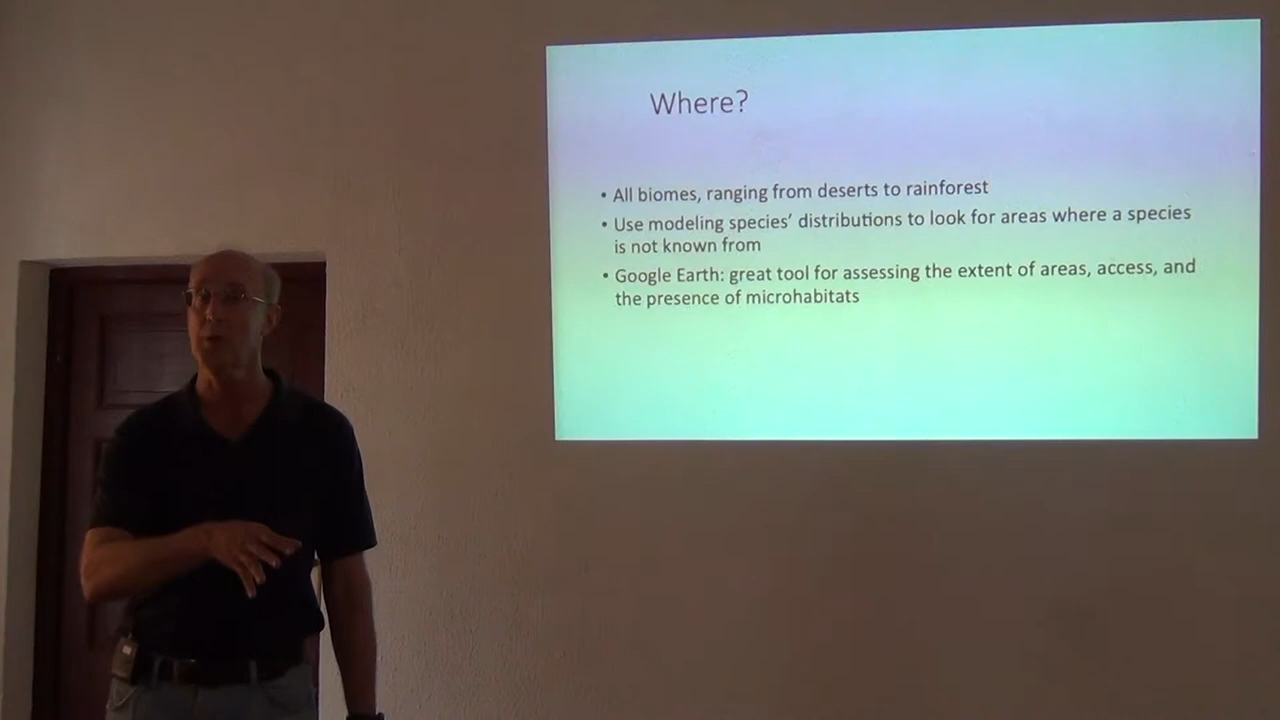 Where?
• All biomes, ranging from deserts to rainforest
• Use modeling species’ distributions to look for areas where a species
is not known from
• Google Earth: great tool for assessing the extent of areas, access, and
the presence of microhabitats